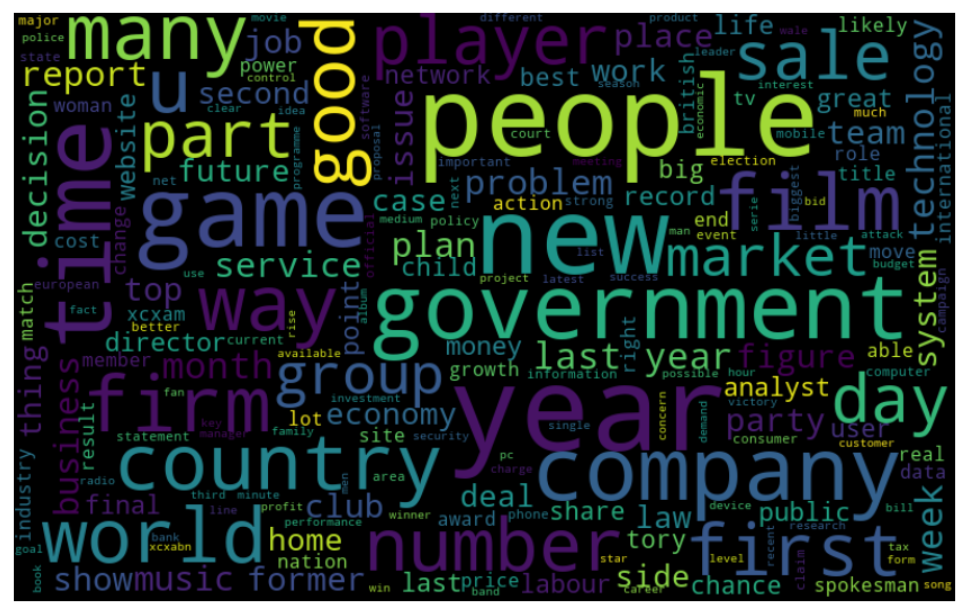 people
year
government
new
game
company
country
time
good
firm
world
first
number
film
player
many
part
sale
way
market
day
group
u
last year
technology
service
problem
plan
report
decision
website
second
job
power
future
network
issue
case
place
best
work
life
likely
tv
great
team
role
title
british
international
big
record
action
election
court
economic
mobile
much
interest
leader
product
different
season
movie
major
police
state
woman
control
clear
idea
software
proposal
programme
net
change
cost
european
fact
match
thing
industry
business
top
xcxam
director
better
current
month
member
use
rise
available
official
album
point
medium
policy
child
important
meeting
strong
next
project
list
latest
success
man
end
event
serie
biggest
bid
little
attack
move
budget
campaign
system
able
computer
right
money
growth
information
possible
hour
figure
analyst
party
user
consumer
customer
victory
demand
concern
single
security
investment
economy
lot
fan
key
manager
family
statement
result
site
area
radio
final
third
minute
line
profit
club
men
pc
charge
deal
share
law
public
real
data
device
research
bill
week
tax
form
recent
claim
level
star
phone
award
performance
winner
home
nation
tory
side
chance
spokesman
song
labour
career
price
band
last
win
former
music
show
bank
xcxabn
goal
book
wale